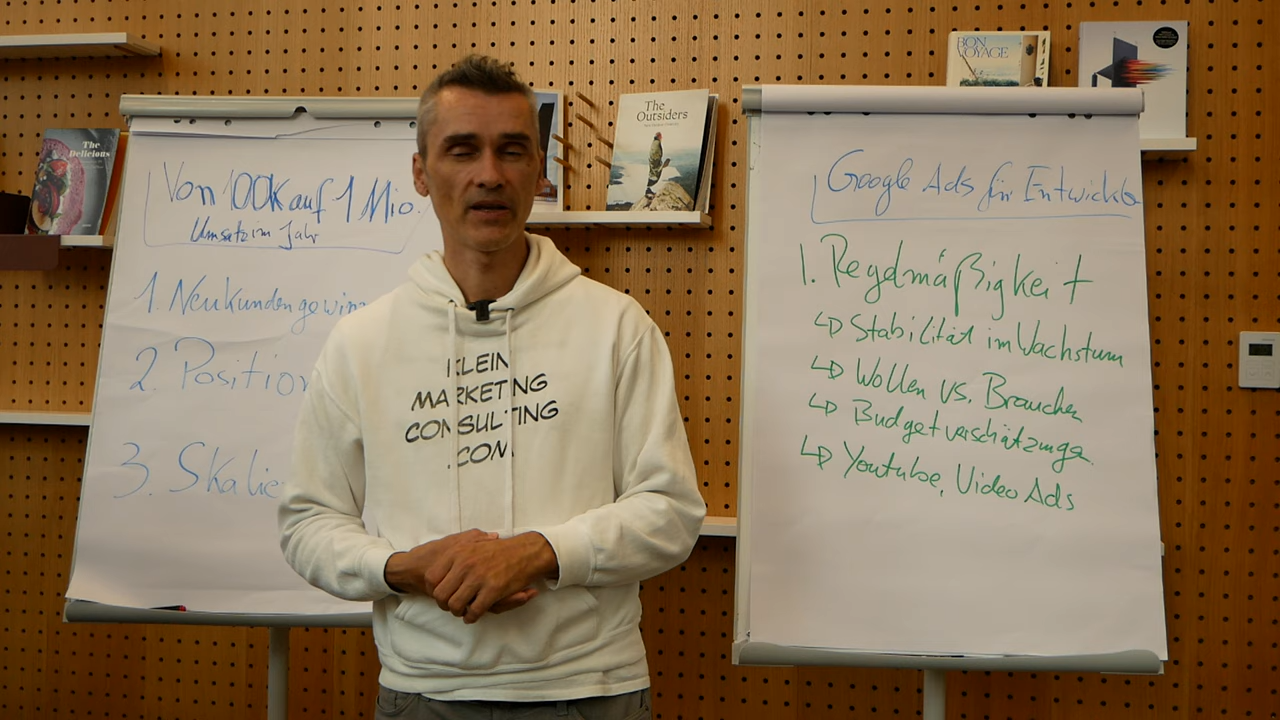 Von 100K auf 1 Mio.
Umsatz im Jahr
1. Neukundengewin
2. Position
3. Skalie
KLEIN
MARKETING
CONSULTING
.COM
The
Delicious
The
Outsiders
BON
VOYAGE
Google Ads für Entwickle
1. Regelmäßigkeit
↳ Stabilität im Wachstum
↳ Wollen vs. Brauchen
↳ Budgetverschätzunge
↳ Youtube, Video Ads